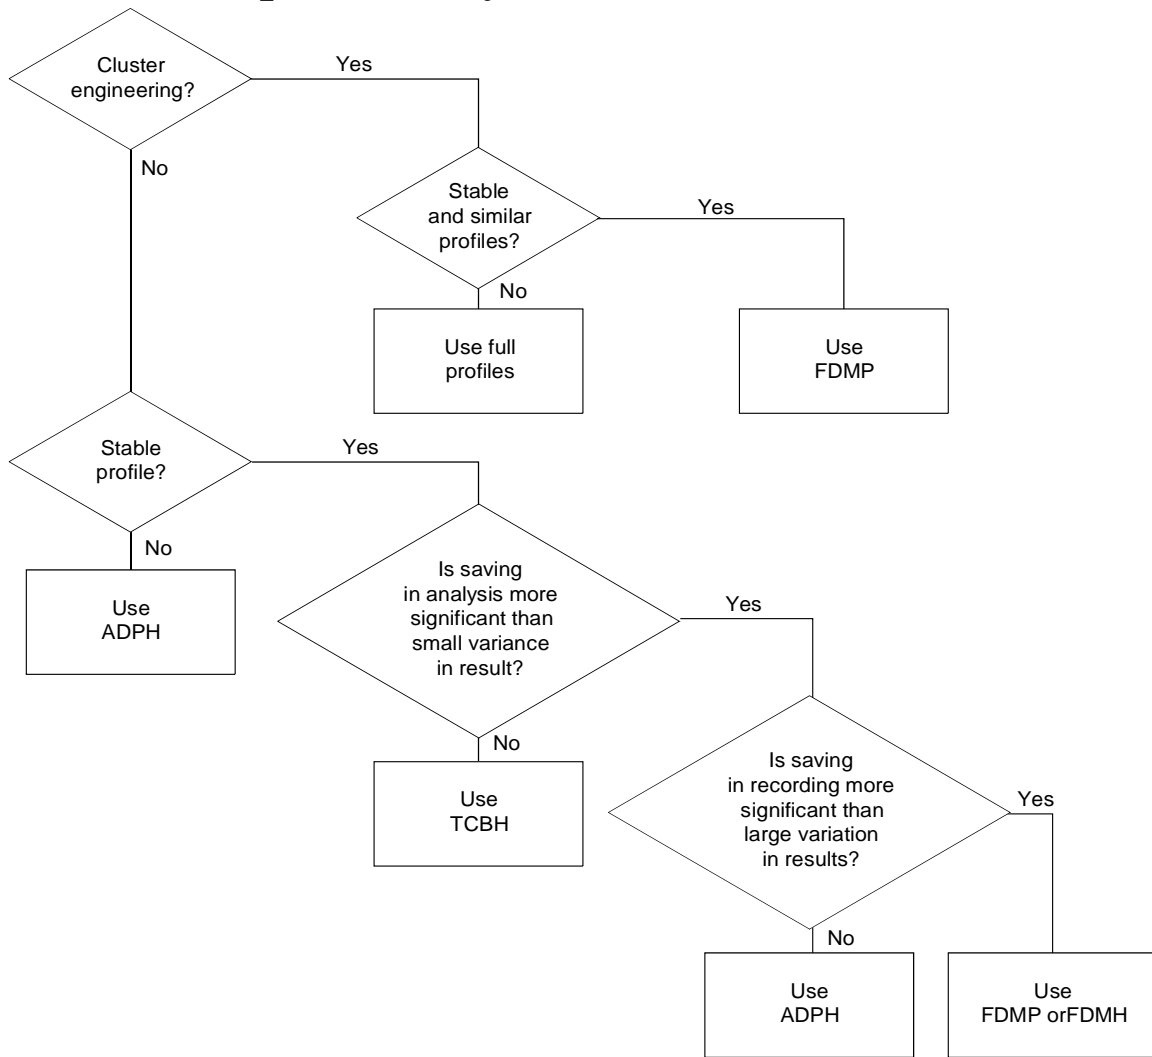 Cluster
engineering?
Yes
No
Stable
and similar
profiles?
Yes
No
Use full
profiles
Use
FDMP
Stable
profile?
Yes
No
Use
ADPH
Is saving
in analysis more
significant than
small variance
in result?
Yes
No
Use
TCBH
Is saving
in recording more
significant than
large variation
in results?
Yes
No
Use
ADPH
Use
FDMP orFDMH